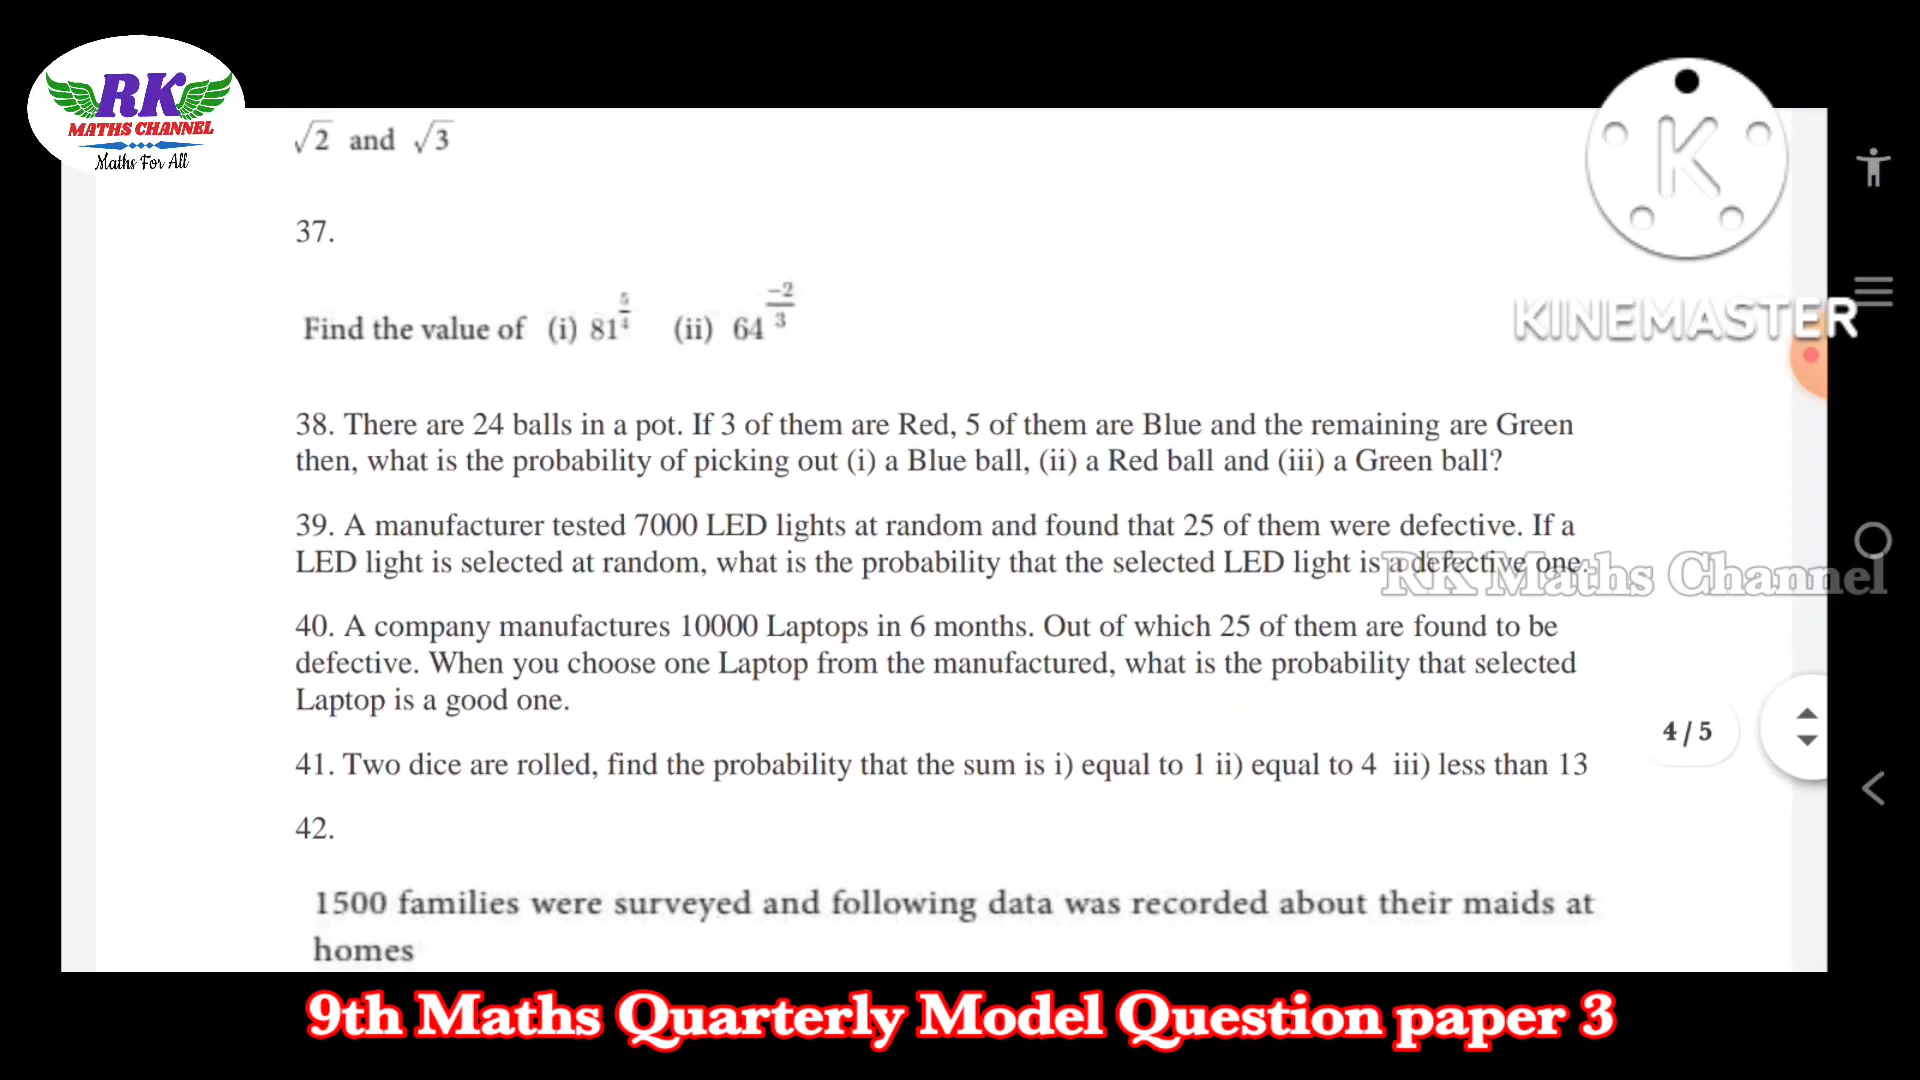 RK
MATHS CHANNEL
Maths For All
√2 and √3
K
KINEMASTER
37.
Find the value of (i) 81^(5/4) (ii) 64^(-2/3)
38. There are 24 balls in a pot. If 3 of them are Red, 5 of them are Blue and the remaining are Green
then, what is the probability of picking out (i) a Blue ball, (ii) a Red ball and (iii) a Green ball?
39. A manufacturer tested 7000 LED lights at random and found that 25 of them were defective. If a
LED light is selected at random, what is the probability that the selected LED light is a defective one.
RK Maths Channel
40. A company manufactures 10000 Laptops in 6 months. Out of which 25 of them are found to be
defective. When you choose one Laptop from the manufactured, what is the probability that selected
Laptop is a good one.
4 / 5
41. Two dice are rolled, find the probability that the sum is i) equal to 1 ii) equal to 4 iii) less than 13
42.
1500 families were surveyed and following data was recorded about their maids at
homes
9th Maths Quarterly Model Question paper 3